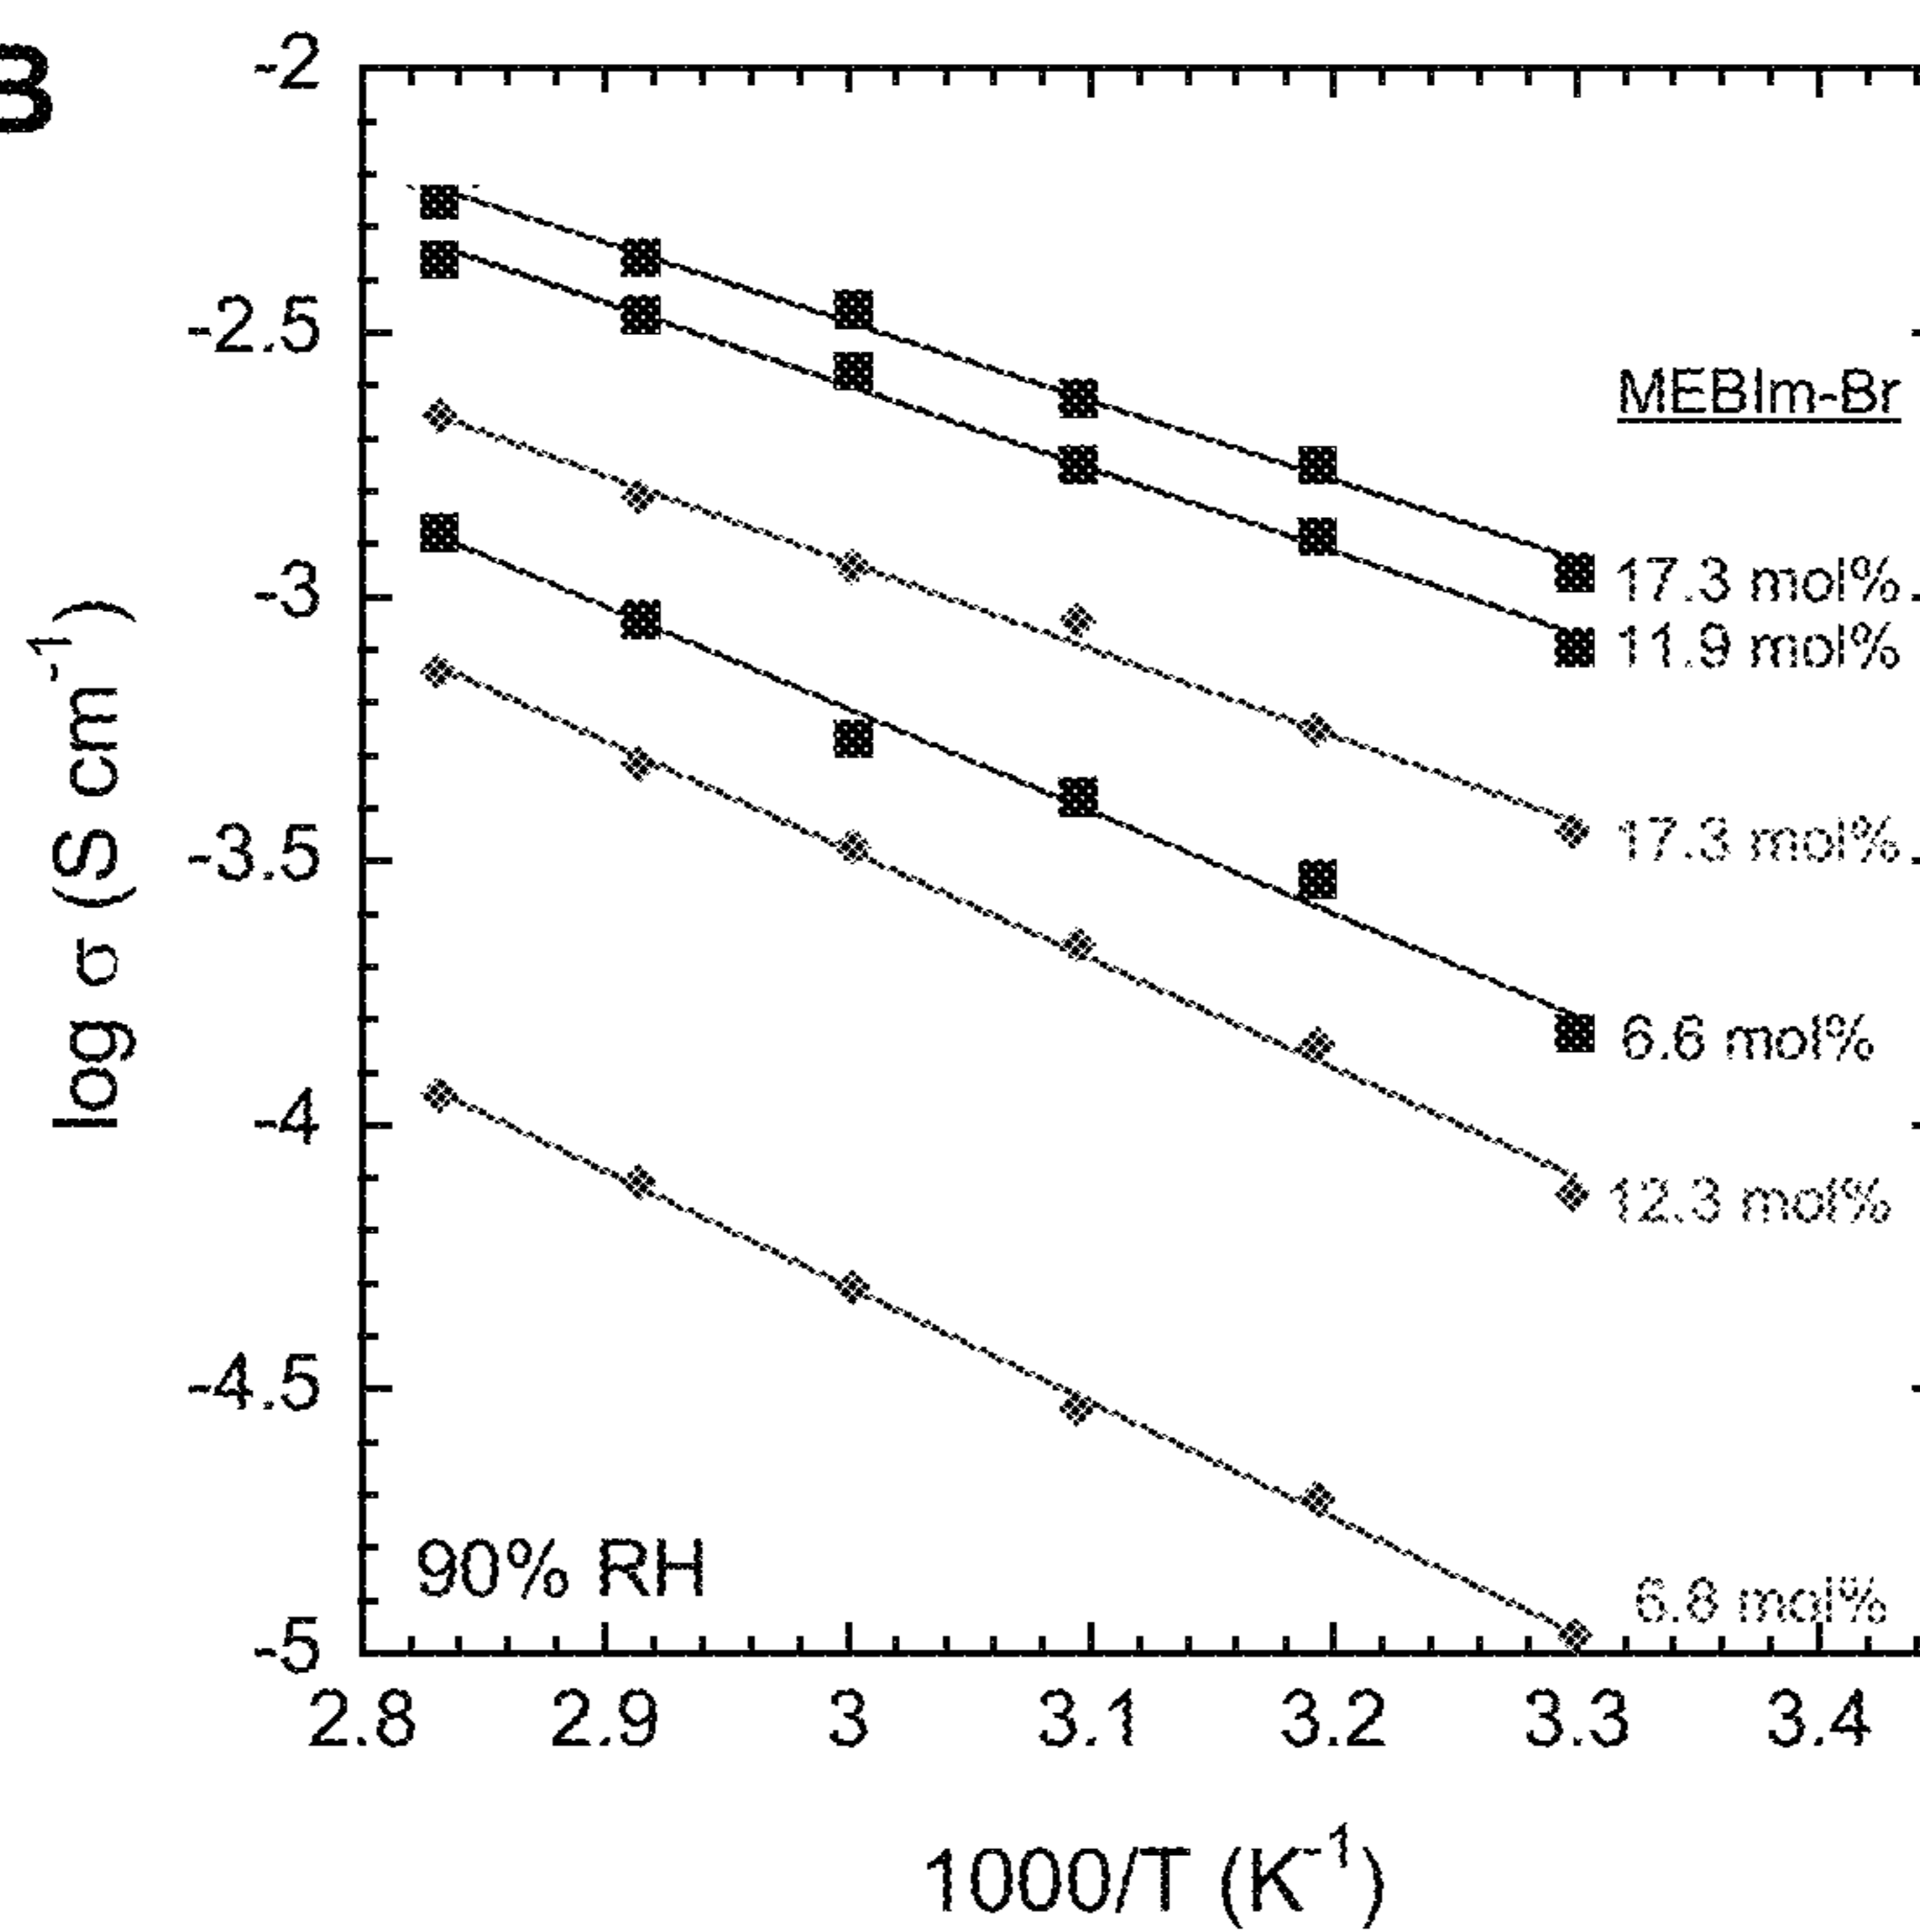 B
-2
-2.5
-3
-3.5
-4
-4.5
-5
log σ (S cm⁻¹)
MEBIm-Br
17.3 mol%
11.9 mol%
17.3 mol%
6.6 mol%
12.3 mol%
6.8 mol%
90% RH
2.8 2.9 3 3.1 3.2 3.3 3.4
1000/T (K⁻¹)